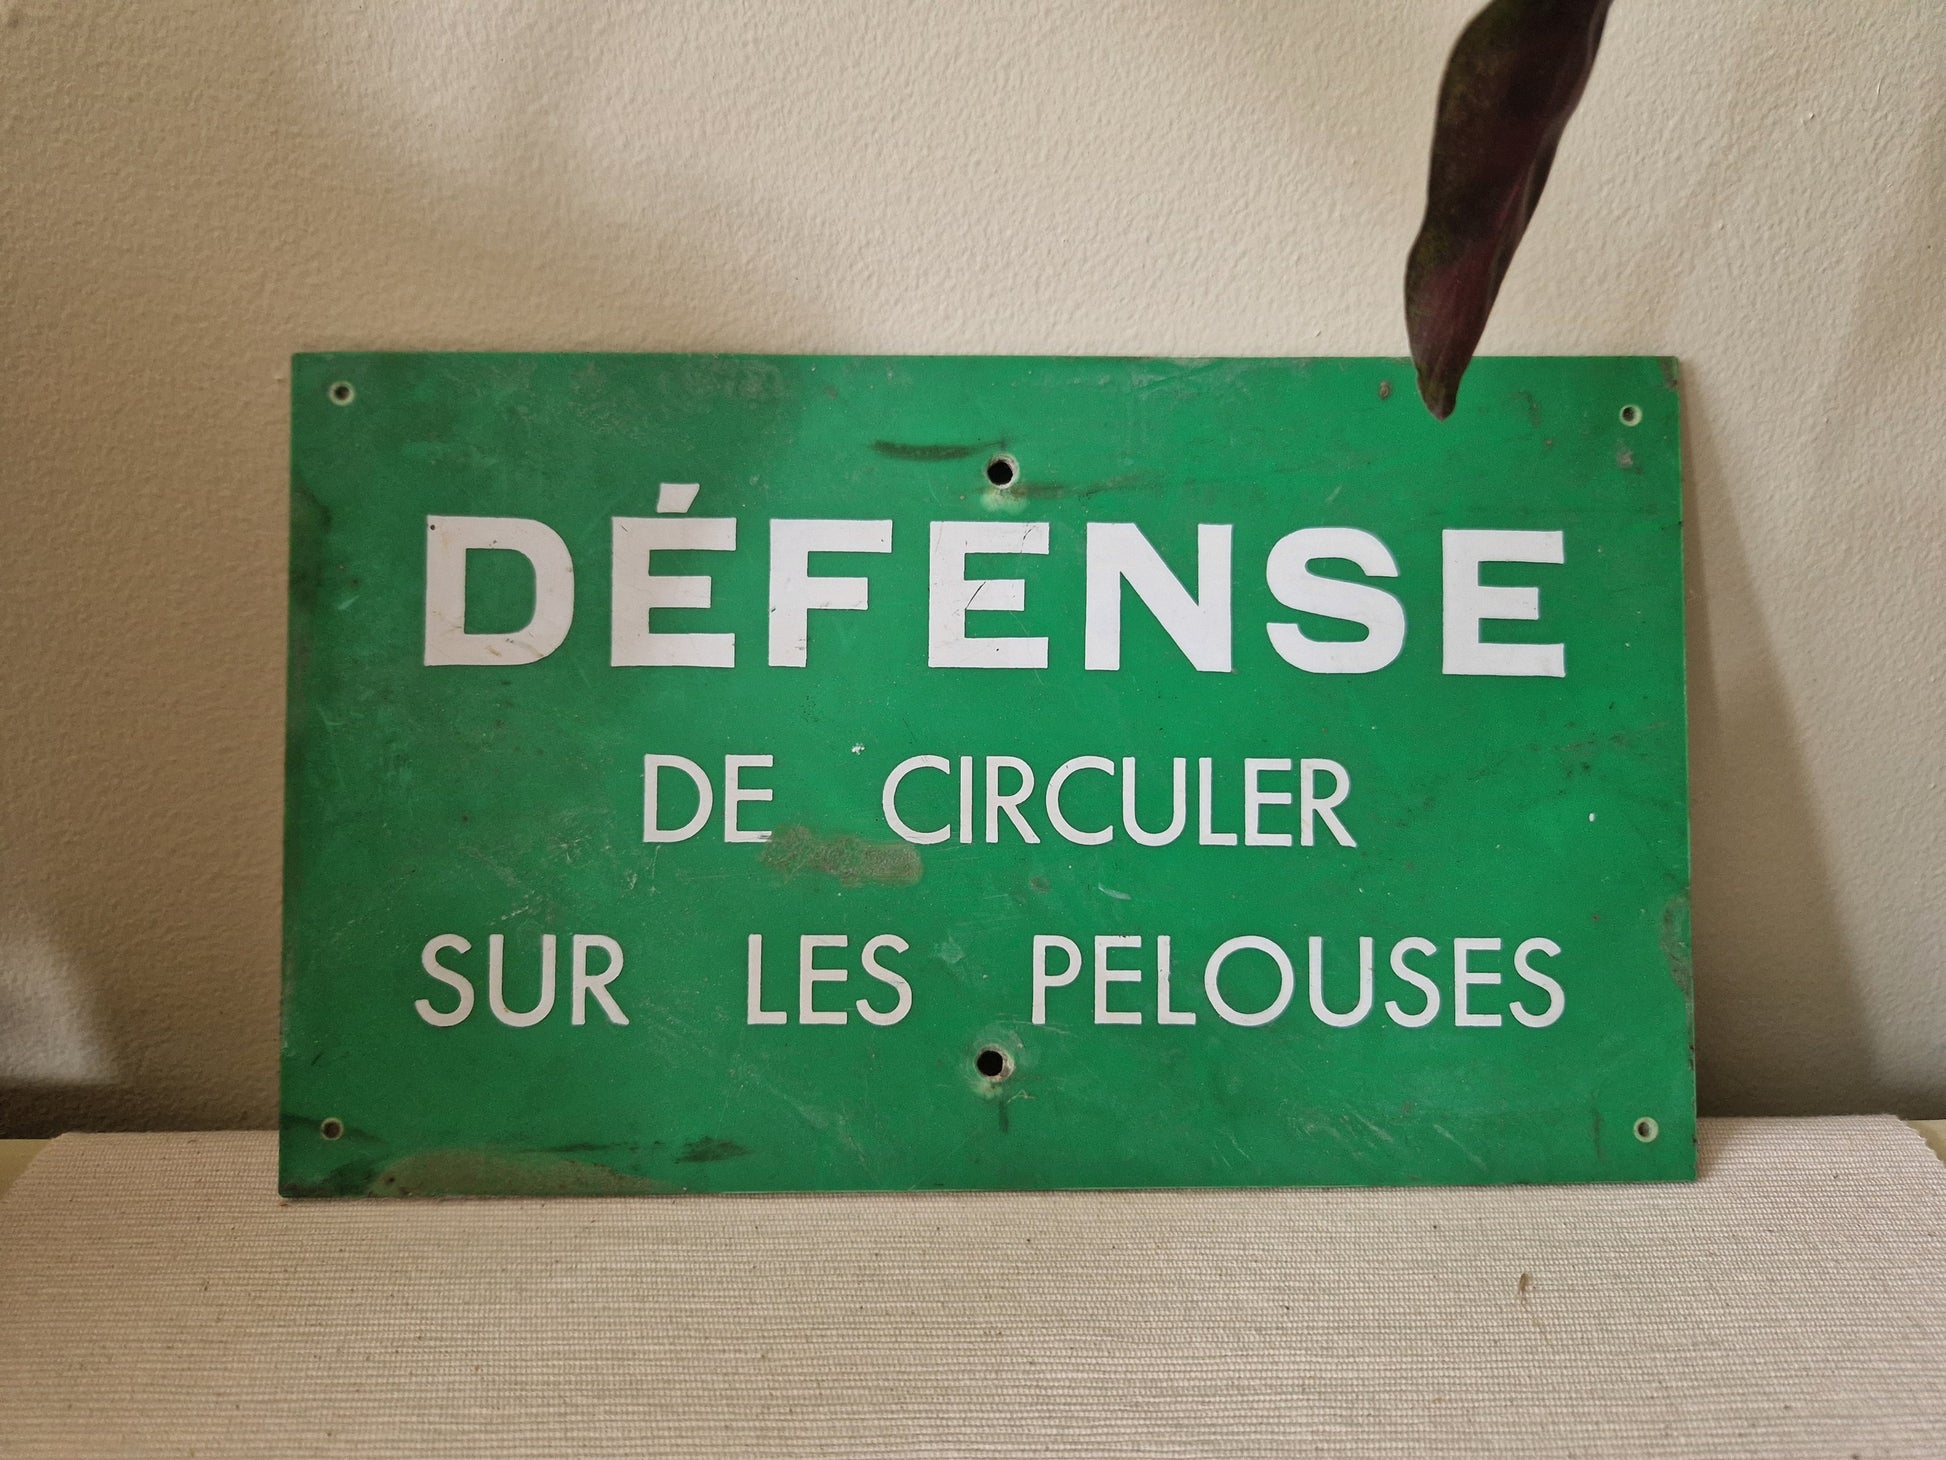 DÉFENSE
DE CIRCULER
SUR LES PELOUSES